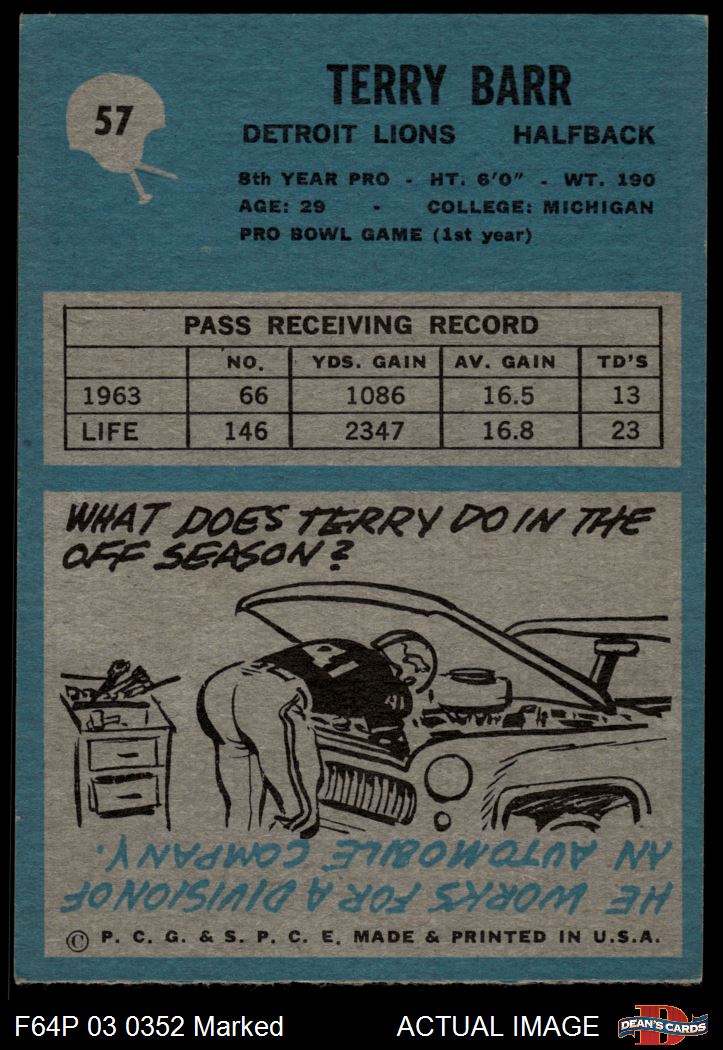 57
TERRY BARR
DETROIT LIONS HALFBACK
8th YEAR PRO - HT. 6'0" - WT. 190
AGE: 29 - COLLEGE: MICHIGAN
PRO BOWL GAME (1st year)
PASS RECEIVING RECORD
NO. YDS. GAIN AV. GAIN TD'S
1963 66 1086 16.5 13
LIFE 146 2347 16.8 23
WHAT DOES TERRY DO IN THE
OFF SEASON?
HE WORKS FOR A DIVISION OF
AN AUTOMOBILE COMPANY.
© P. C. G. & S. P. C. E. MADE & PRINTED IN U.S.A.
F64P 03 0352 Marked ACTUAL IMAGE
D
DEAN'S CARDS